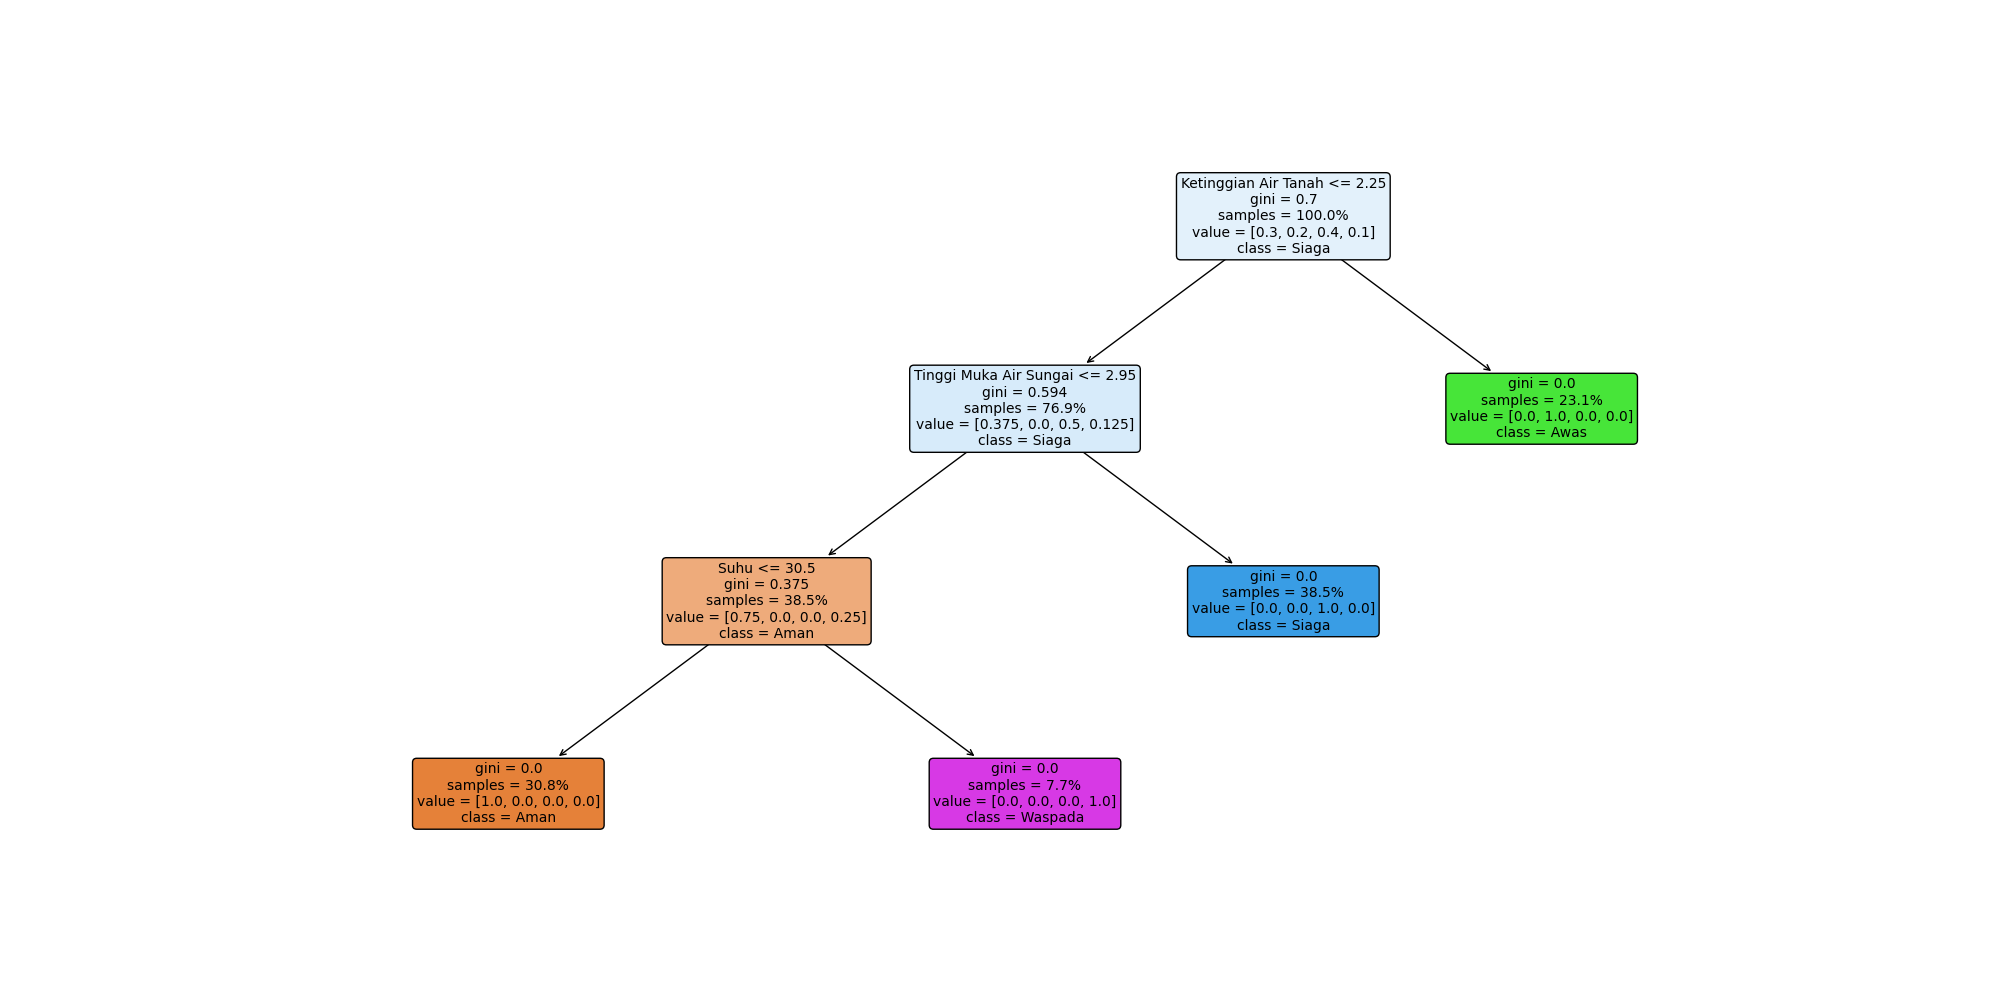 Ketinggian Air Tanah <= 2.25
gini = 0.7
samples = 100.0%
value = [0.3, 0.2, 0.4, 0.1]
class = Siaga
Tinggi Muka Air Sungai <= 2.95
gini = 0.594
samples = 76.9%
value = [0.375, 0.0, 0.5, 0.125]
class = Siaga
gini = 0.0
samples = 23.1%
value = [0.0, 1.0, 0.0, 0.0]
class = Awas
Suhu <= 30.5
gini = 0.375
samples = 38.5%
value = [0.75, 0.0, 0.0, 0.25]
class = Aman
gini = 0.0
samples = 38.5%
value = [0.0, 0.0, 1.0, 0.0]
class = Siaga
gini = 0.0
samples = 30.8%
value = [1.0, 0.0, 0.0, 0.0]
class = Aman
gini = 0.0
samples = 7.7%
value = [0.0, 0.0, 0.0, 1.0]
class = Waspada